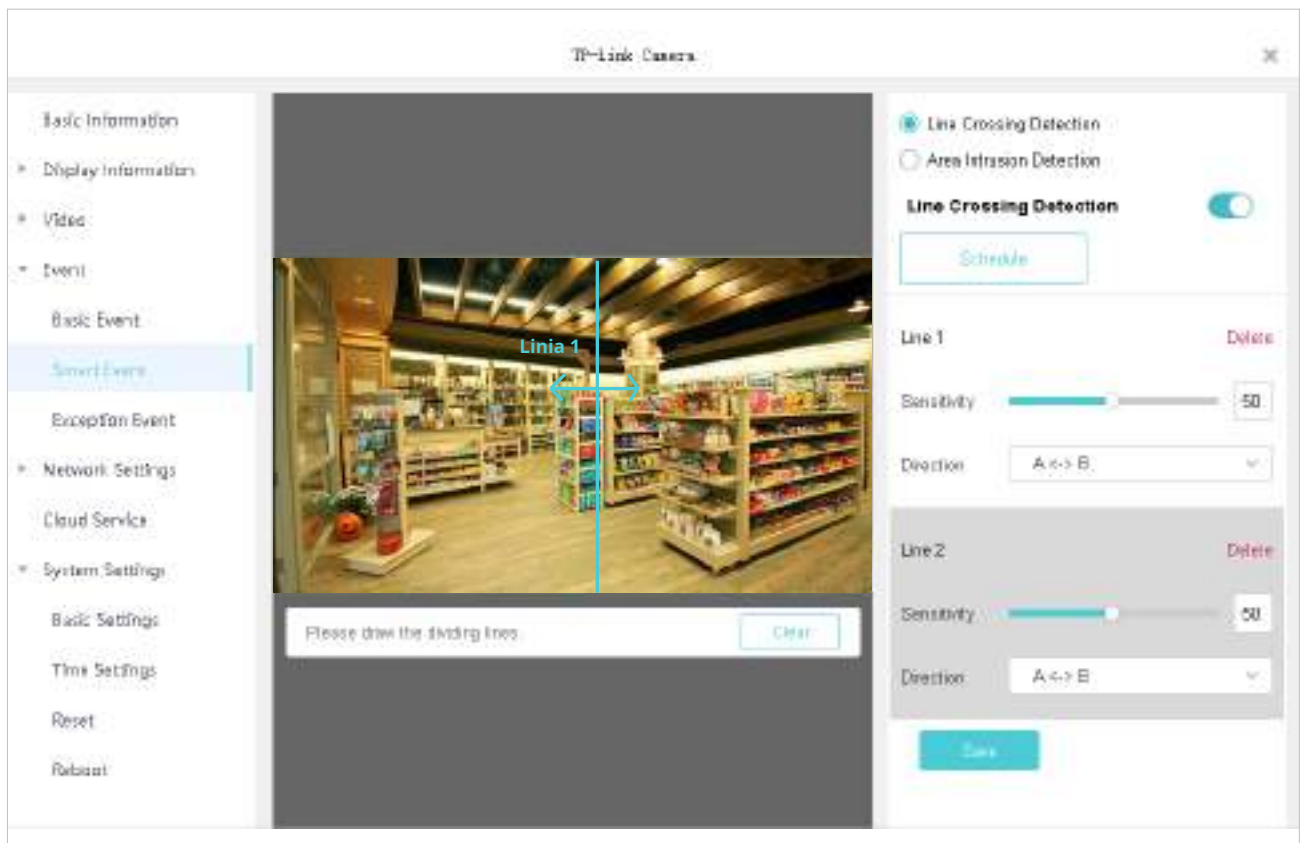 TP-Link Camera
Basic Information
Display Information
Video
Event
Basic Event
Smart Event
Exception Event
Network Settings
Cloud Service
System Settings
Basic Settings
Time Settings
Reset
Reboot
Linia 1
Please draw the dividing lines.
Clear
Line Crossing Detection
Area Intrusion Detection
Line Crossing Detection
Schedule
Line 1 Delete
Sensitivity 50
Direction A <-> B
Line 2 Delete
Sensitivity 50
Direction A <-> B
Save